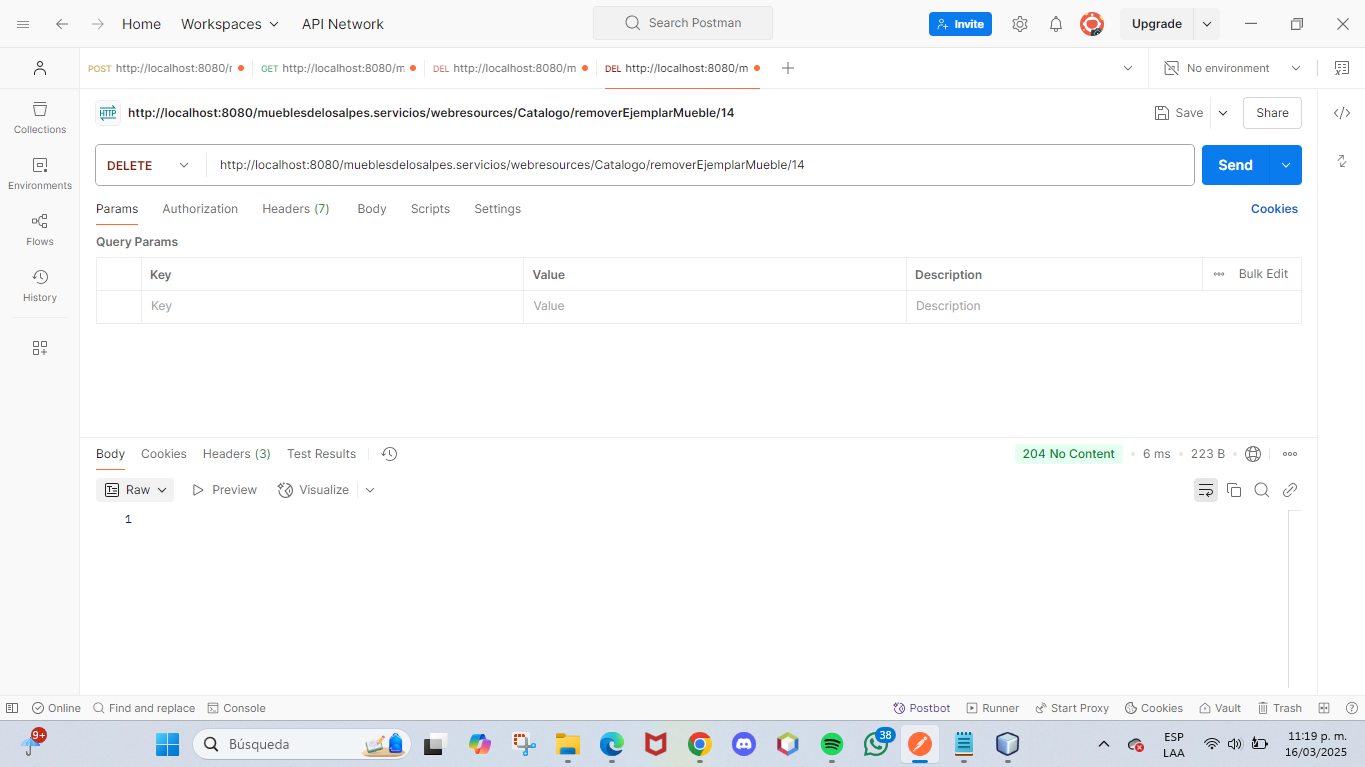 Home Workspaces API Network Search Postman Invite Upgrade
POST http://localhost:8080/r GET http://localhost:8080/m DEL http://localhost:8080/m DEL http://localhost:8080/m No environment
HTTP http://localhost:8080/mueblesdelosalpes.servicios/webresources/Catalogo/removerEjemplarMueble/14 Save Share
Collections
DELETE http://localhost:8080/mueblesdelosalpes.servicios/webresources/Catalogo/removerEjemplarMueble/14 Send
Environments
Params Authorization Headers (7) Body Scripts Settings Cookies
Flows
Query Params
Key Value Description Bulk Edit
History
Key Value Description
Body Cookies Headers (3) Test Results 204 No Content 6 ms 223 B
Raw Preview Visualize
1
Online Find and replace Console Postbot Runner Start Proxy Cookies Vault Trash
9+ Búsqueda 38 ESP LAA 11:19 p. m. 16/03/2025